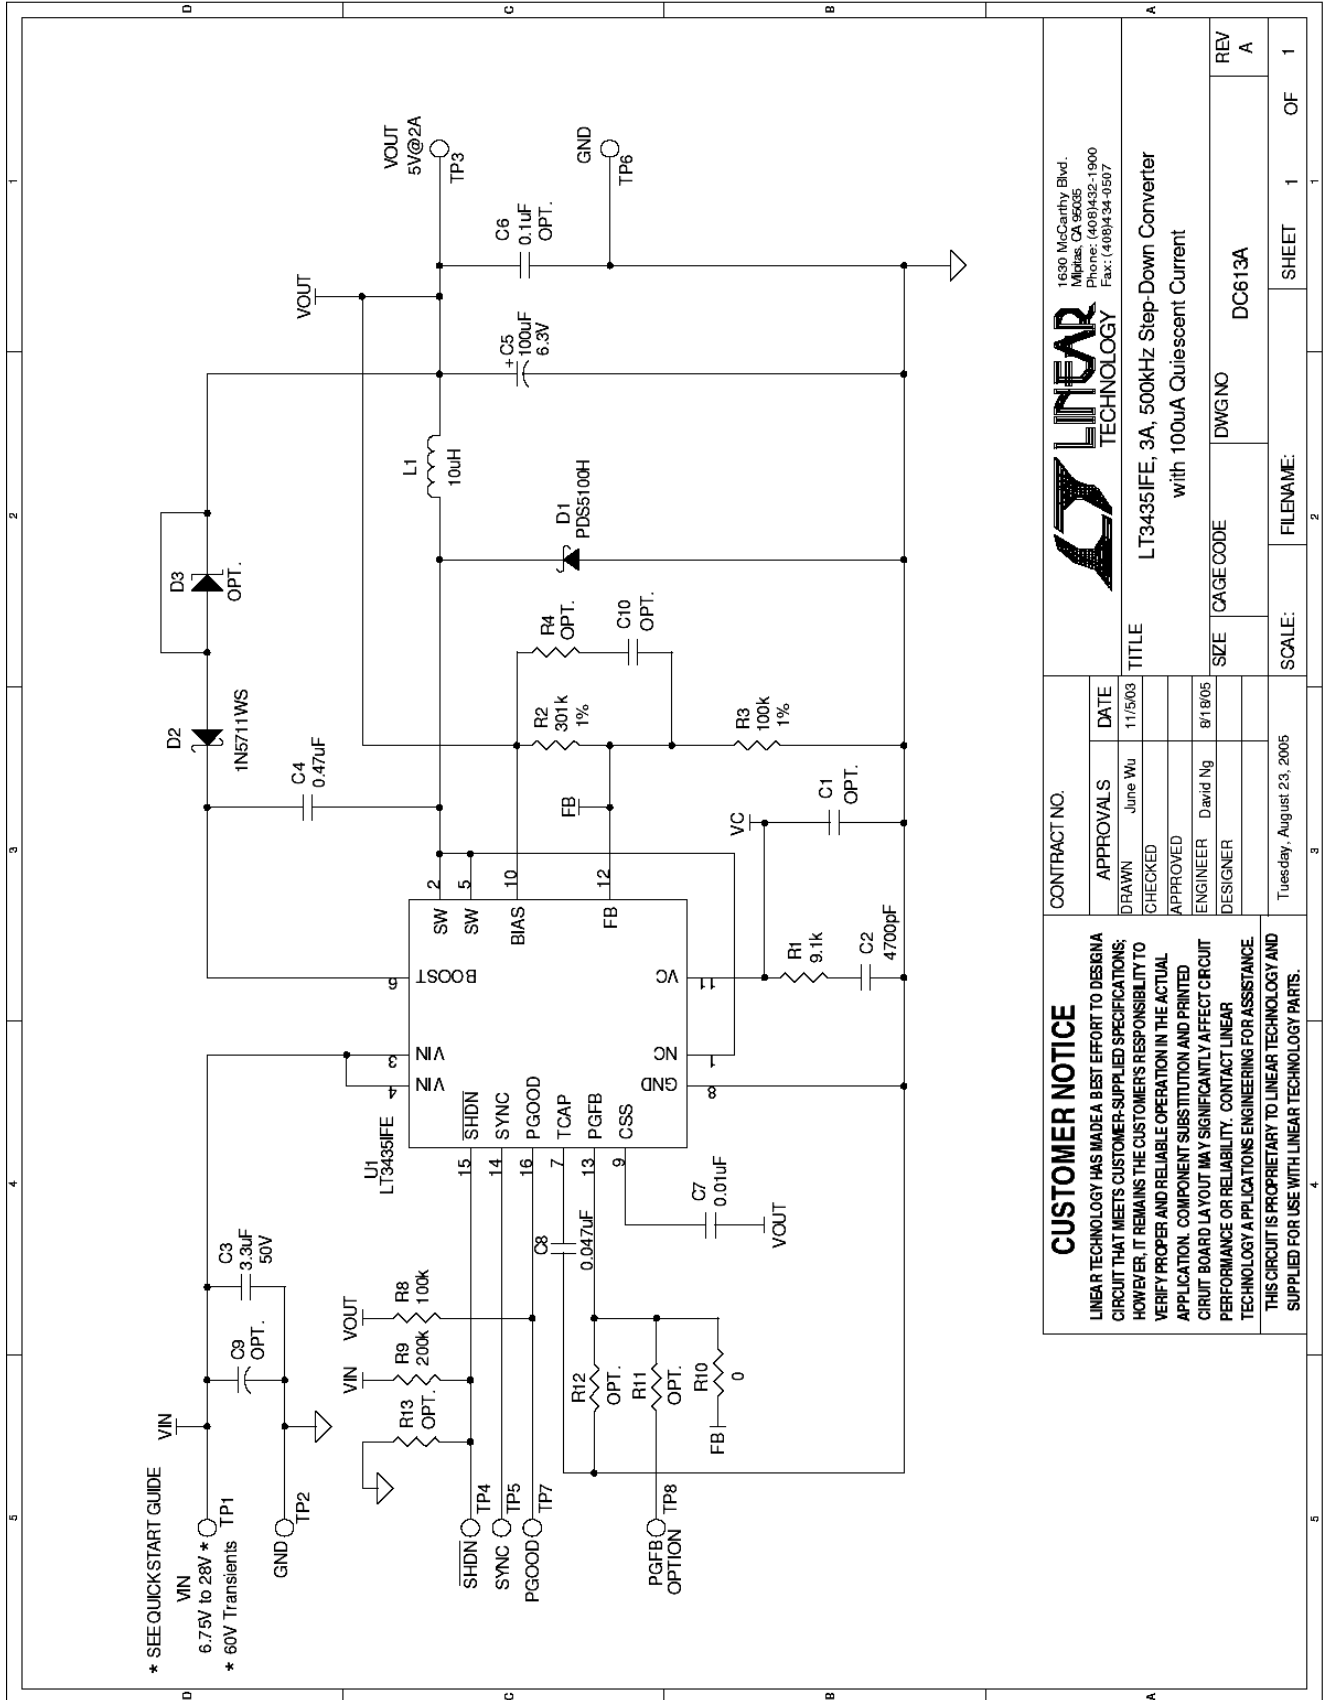 * SEE QUICK START GUIDE
VIN
6.75V to 28V *
* 60V Transients
TP1
VIN
GND
TP2
C9
OPT.
C3
3.3uF
50V
U1
LT3435IFE
4
3
6
VIN
VIN
BOOST
SHDN
SYNC
PGOOD
TCAP
PGFB
CSS
15
14
16
7
13
9
GND
NC
VC
8
1
11
SW
SW
BIAS
FB
2
5
10
12
D2
1N5711WS
D3
OPT.
C4
0.47uF
L1
10uH
VOUT
VOUT
5V@2A
TP3
GND
TP6
C6
0.1uF
OPT.
+
C5
100uF
6.3V
D1
PDS5100H
R4
OPT.
C10
OPT.
R2
301k
1%
R3
100k
1%
FB
VC
C1
OPT.
R1
9.1k
C2
4700pF
VOUT
R8
100k
VIN
R9
200k
R13
OPT.
C8
0.047uF
C7
0.01uF
VOUT
R12
OPT.
R11
OPT.
R10
0
FB
SHDN
TP4
SYNC
TP5
PGOOD
TP7
PGFB
OPTION
TP8
CUSTOMER NOTICE
LINEAR TECHNOLOGY HAS MADE A BEST EFFORT TO DESIGN A
CIRCUIT THAT MEETS CUSTOMER-SUPPLIED SPECIFICATIONS;
HOWEVER, IT REMAINS THE CUSTOMER'S RESPONSIBILITY TO
VERIFY PROPER AND RELIABLE OPERATION IN THE ACTUAL
APPLICATION. COMPONENT SUBSTITUTION AND PRINTED
CIRUIT BOARD LAYOUT MAY SIGNIFICANTLY AFFECT CIRCUIT
PERFORMANCE OR RELIABILITY. CONTACT LINEAR
TECHNOLOGY APPLICATIONS ENGINEERING FOR ASSISTANCE.
THIS CIRCUIT IS PROPRIETARY TO LINEAR TECHNOLOGY AND
SUPPLIED FOR USE WITH LINEAR TECHNOLOGY PARTS.
CONTRACT NO.
APPROVALS
DATE
DRAWN June Wu 11/5/03
CHECKED
APPROVED
ENGINEER David Ng 8/18/05
DESIGNER
Tuesday, August 23, 2005
LT LINEAR
TECHNOLOGY
1630 McCarthy Blvd.
Milpitas, CA 95035
Phone: (408)432-1900
Fax: (408)434-0507
TITLE
LT3435IFE, 3A, 500kHz Step-Down Converter
with 100uA Quiescent Current
SIZE
CAGE CODE
DWG NO
DC613A
REV
A
SCALE:
FILENAME:
SHEET 1 OF 1
5
4
3
2
1
5
4
3
2
1
D
C
B
A
D
C
B
A